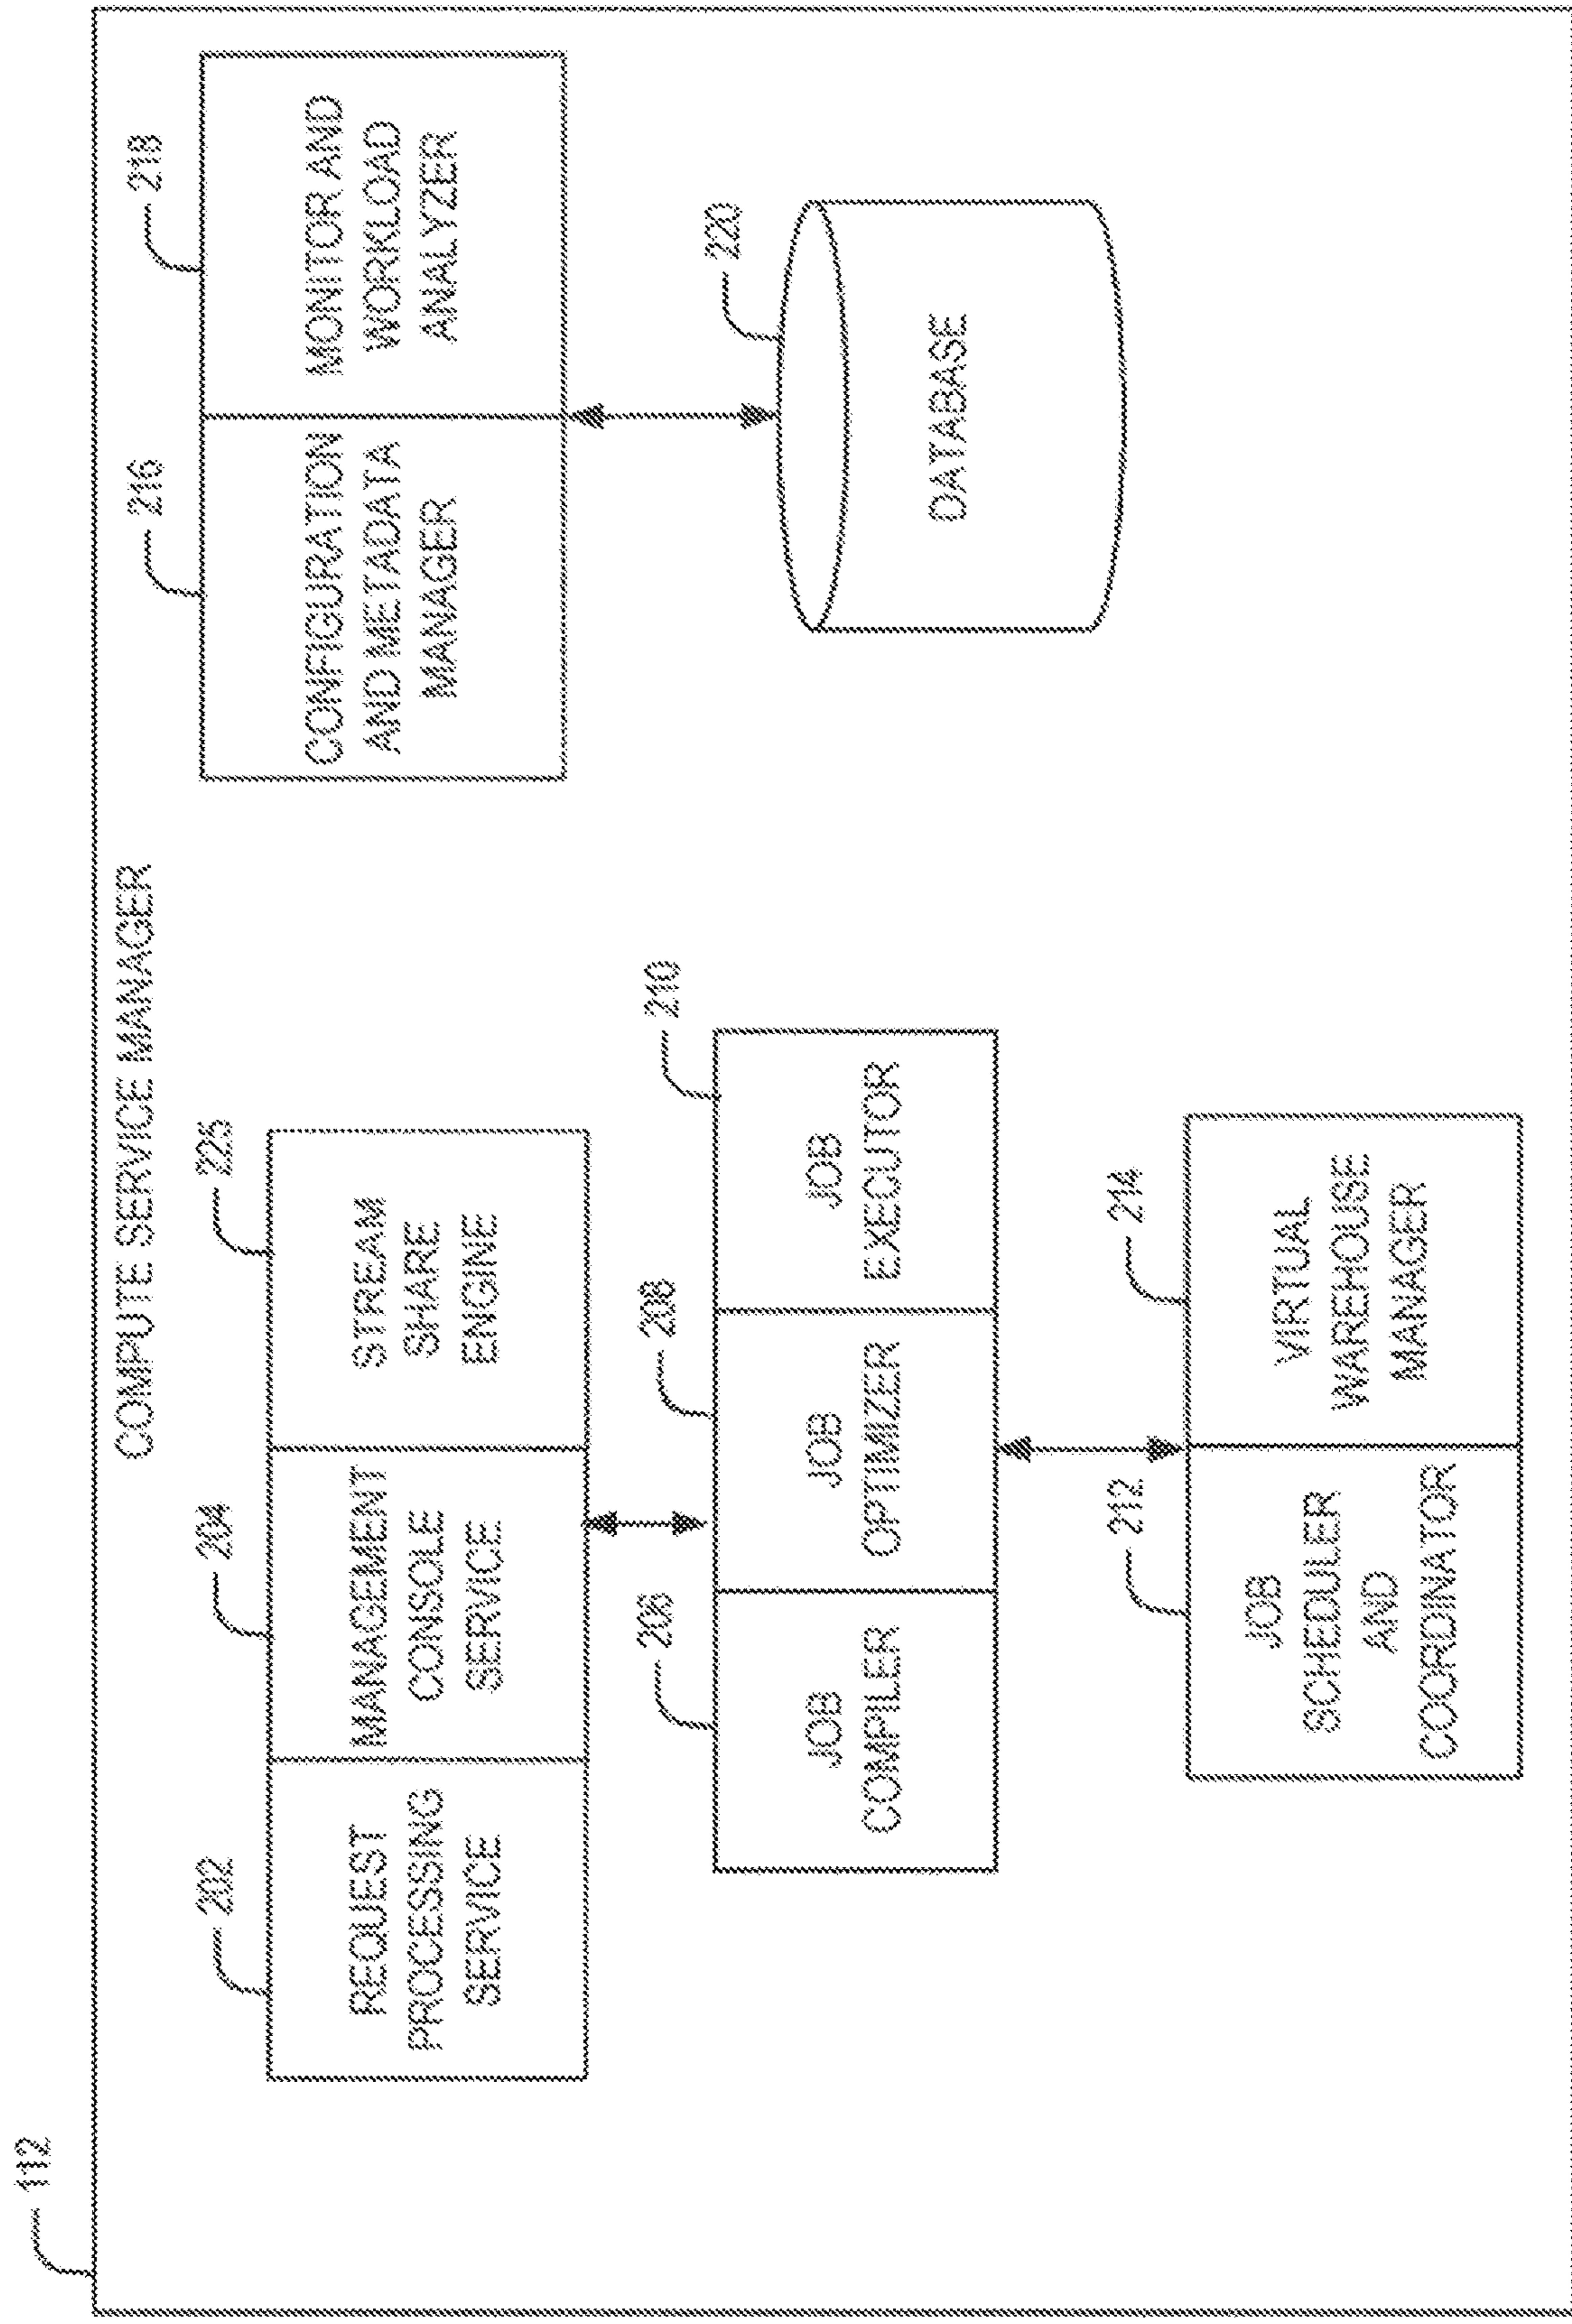 112
COMPUTE SERVICE MANAGER
202
REQUEST
PROCESSING
SERVICE
204
MANAGEMENT
CONSOLE
SERVICE
225
STREAM
SHARE
ENGINE
206
JOB
COMPILER
208
JOB
OPTIMIZER
210
JOB
EXECUTOR
212
JOB
SCHEDULER
AND
COORDINATOR
214
VIRTUAL
WAREHOUSE
MANAGER
216
CONFIGURATION
AND METADATA
MANAGER
218
MONITOR AND
WORKLOAD
ANALYZER
220
DATABASE